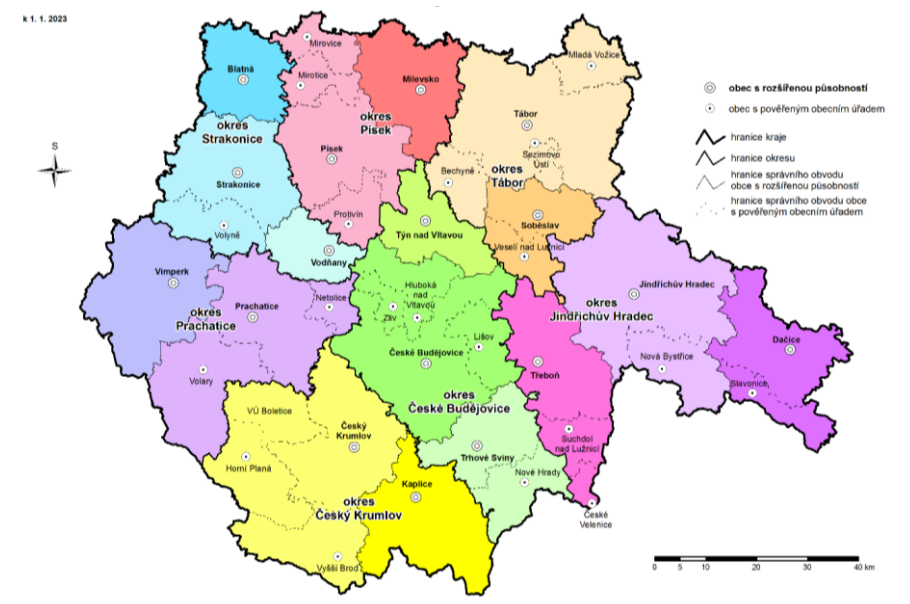 k 1. 1. 2023
Mirovice
Mladá Vožice
Blatná
Mirotice
Milevsko
obec s rozšířenou působností
obec s pověřeným obecním úřadem
okres
Strakonice
okres
Písek
Tábor
hranice kraje
S
Písek
Sezimovo
Ústí
hranice okresu
Strakonice
Bechyně
okres
Tábor
hranice správního obvodu
obce s rozšířenou působností
hranice správního obvodu obce
s pověřeným obecním úřadem
Volyně
Protivín
Týn nad Vltavou
Soběslav
Veselí nad Lužnicí
Vodňany
Vimperk
Prachatice
Netolice
okres
Prachatice
Hluboká
nad
Vltavou
Zliv
Jindřichův Hradec
okres
Jindřichův Hradec
Lišov
České Budějovice
Třeboň
Nová Bystřice
Dačice
Slavonice
Volary
okres
České Budějovice
VÚ Boletice
Český
Krumlov
Horní Planá
Trhové Sviny
Suchdol
nad Lužnicí
Nové Hrady
Kaplice
okres
Český Krumlov
České
Velenice
Vyšší Brod
0 5 10 20 30 40 km